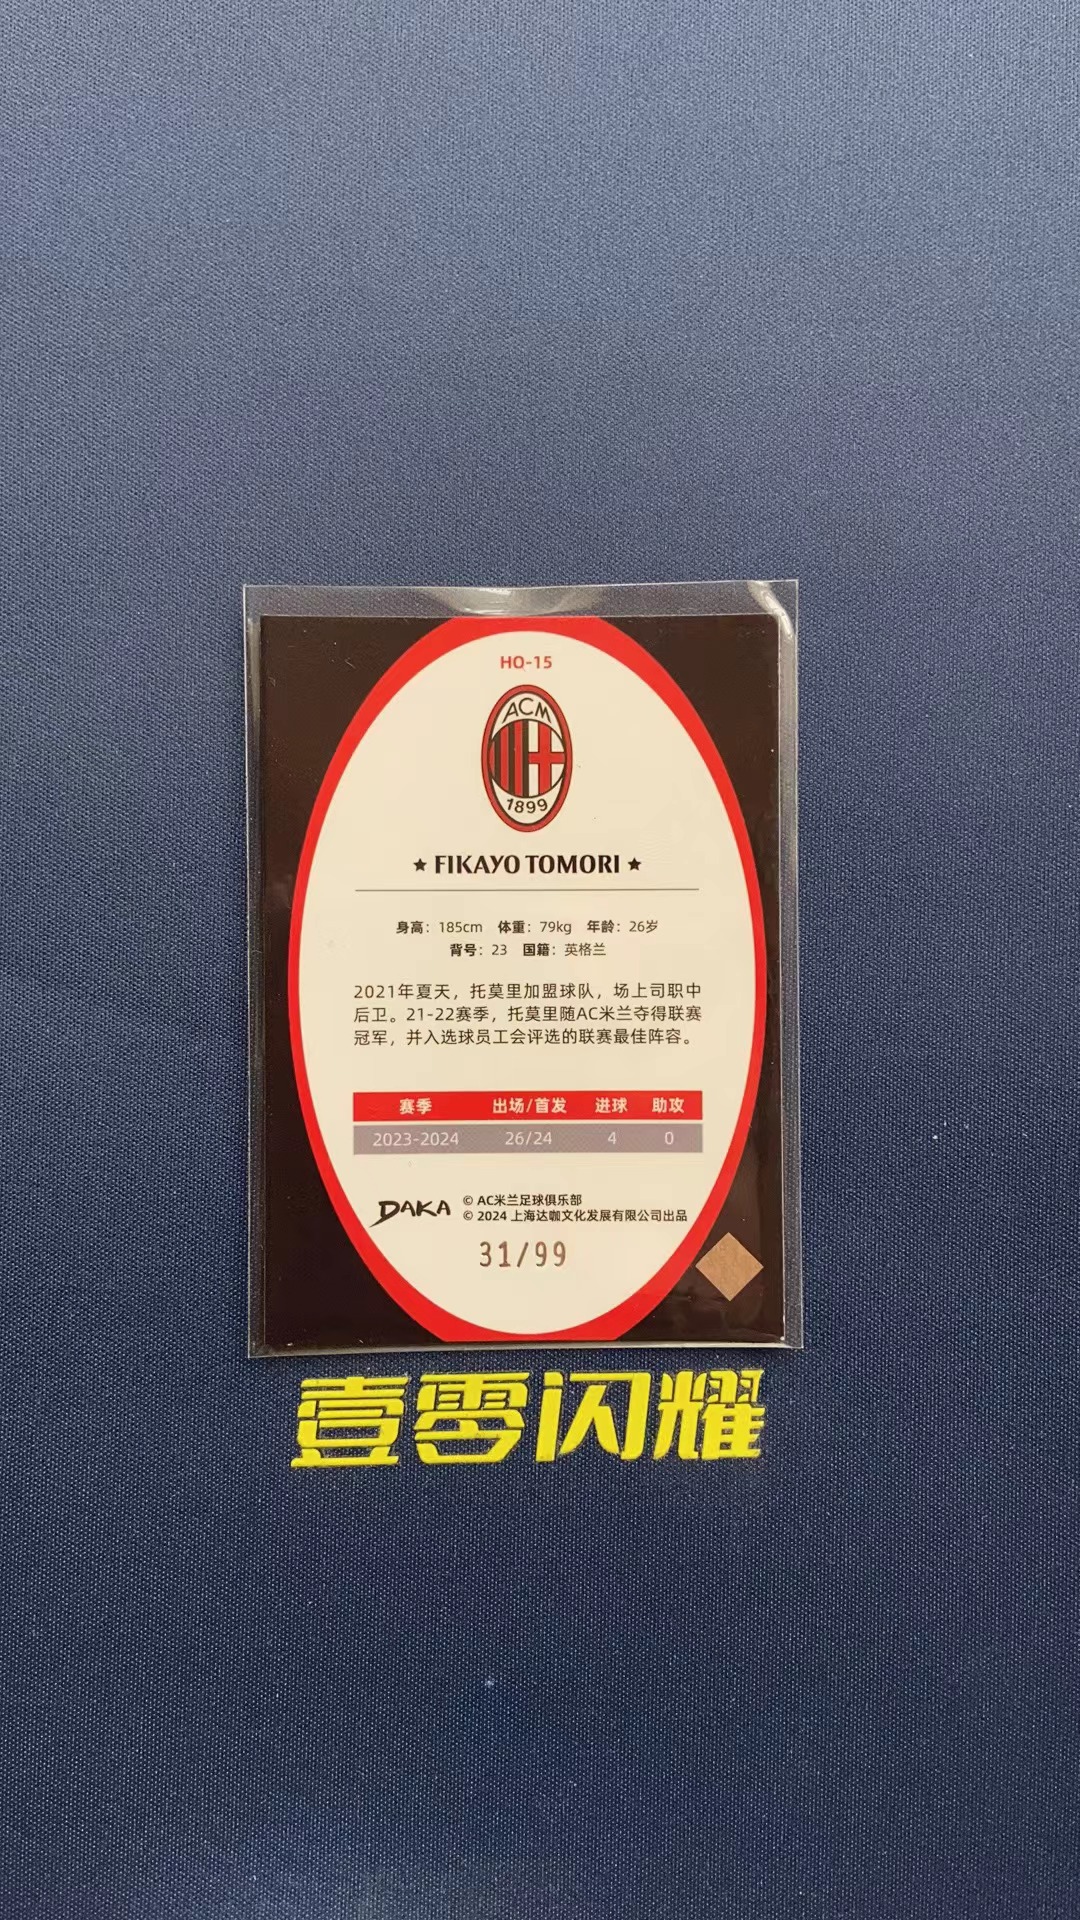 HO-15
ACM
1899
★ FIKAYO TOMORI ★
身高：185cm 体重：79kg 年龄：26岁
背号：23 国籍：英格兰
2021年夏天，托莫里加盟球队，场上司职中
后卫。21-22赛季，托莫里随AC米兰夺得联赛
冠军，并入选球员工会评选的联赛最佳阵容。
赛季 出场/首发 进球 助攻
2023-2024 26/24 4 0
DAKA © AC米兰足球俱乐部
© 2024 上海达咖文化发展有限公司出品
31/99
壹零闪耀